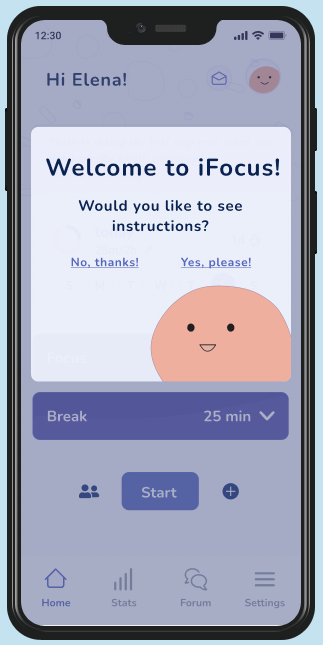 12:30
Hi Elena!
Welcome to iFocus!
Would you like to see
instructions?
No, thanks! Yes, please!
Focus
Break 25 min
Start
Home Stats Forum Settings